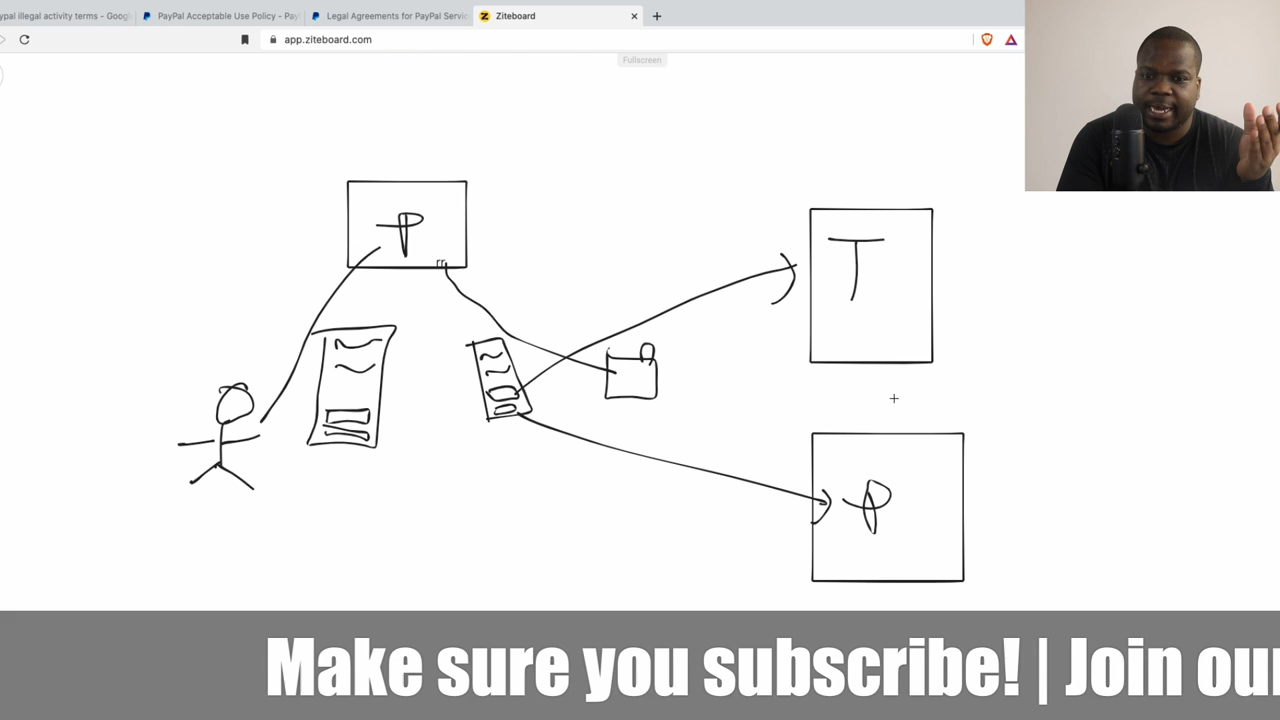 ypal illegal activity terms - Goog
PayPal Acceptable Use Policy - Pay
Legal Agreements for PayPal Servic
Ziteboard
app.ziteboard.com
Fullscreen
P
rr
T
P
Make sure you subscribe! | Join our